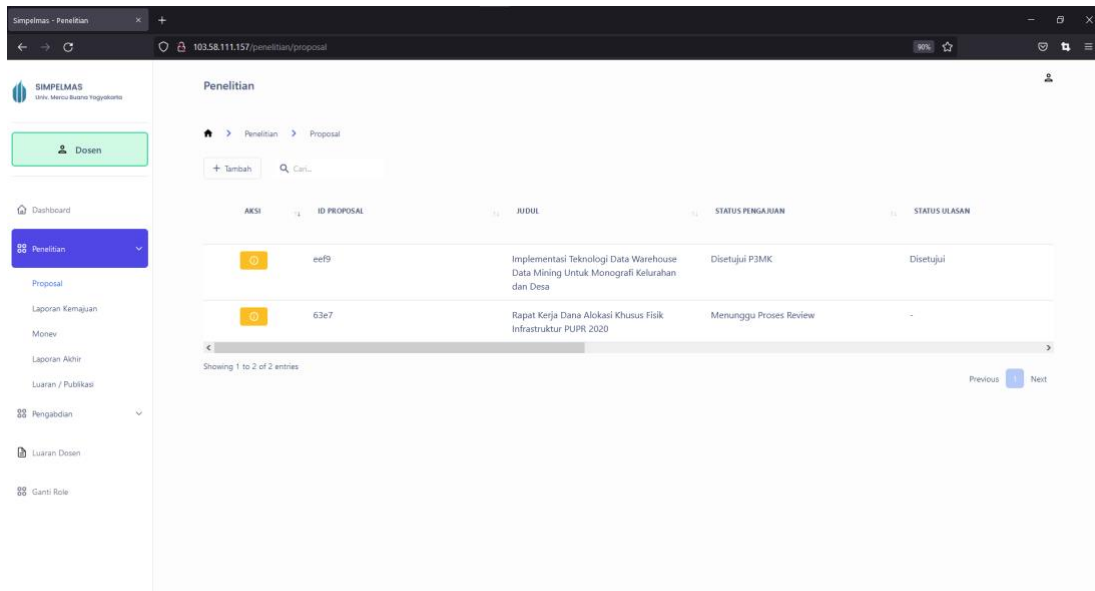 Simpelmas - Penelitian
103.58.111.157/penelitian/proposal
90%
SIMPELMAS
Univ. Mercu Buana Yogyakarta
Dosen
Dashboard
Penelitian
Proposal
Laporan Kemajuan
Monev
Laporan Akhir
Luaran / Publikasi
Pengabdian
Luaran Dosen
Ganti Role
Penelitian
Penelitian Proposal
+ Tambah Cari...
AKSI ID PROPOSAL JUDUL STATUS PENGAJUAN STATUS ULASAN
eef9 Implementasi Teknologi Data Warehouse Disetujui P3MK Disetujui
Data Mining Untuk Monografi Kelurahan
dan Desa
63e7 Rapat Kerja Dana Alokasi Khusus Fisik Menunggu Proses Review -
Infrastruktur PUPR 2020
Showing 1 to 2 of 2 entries
Previous 1 Next